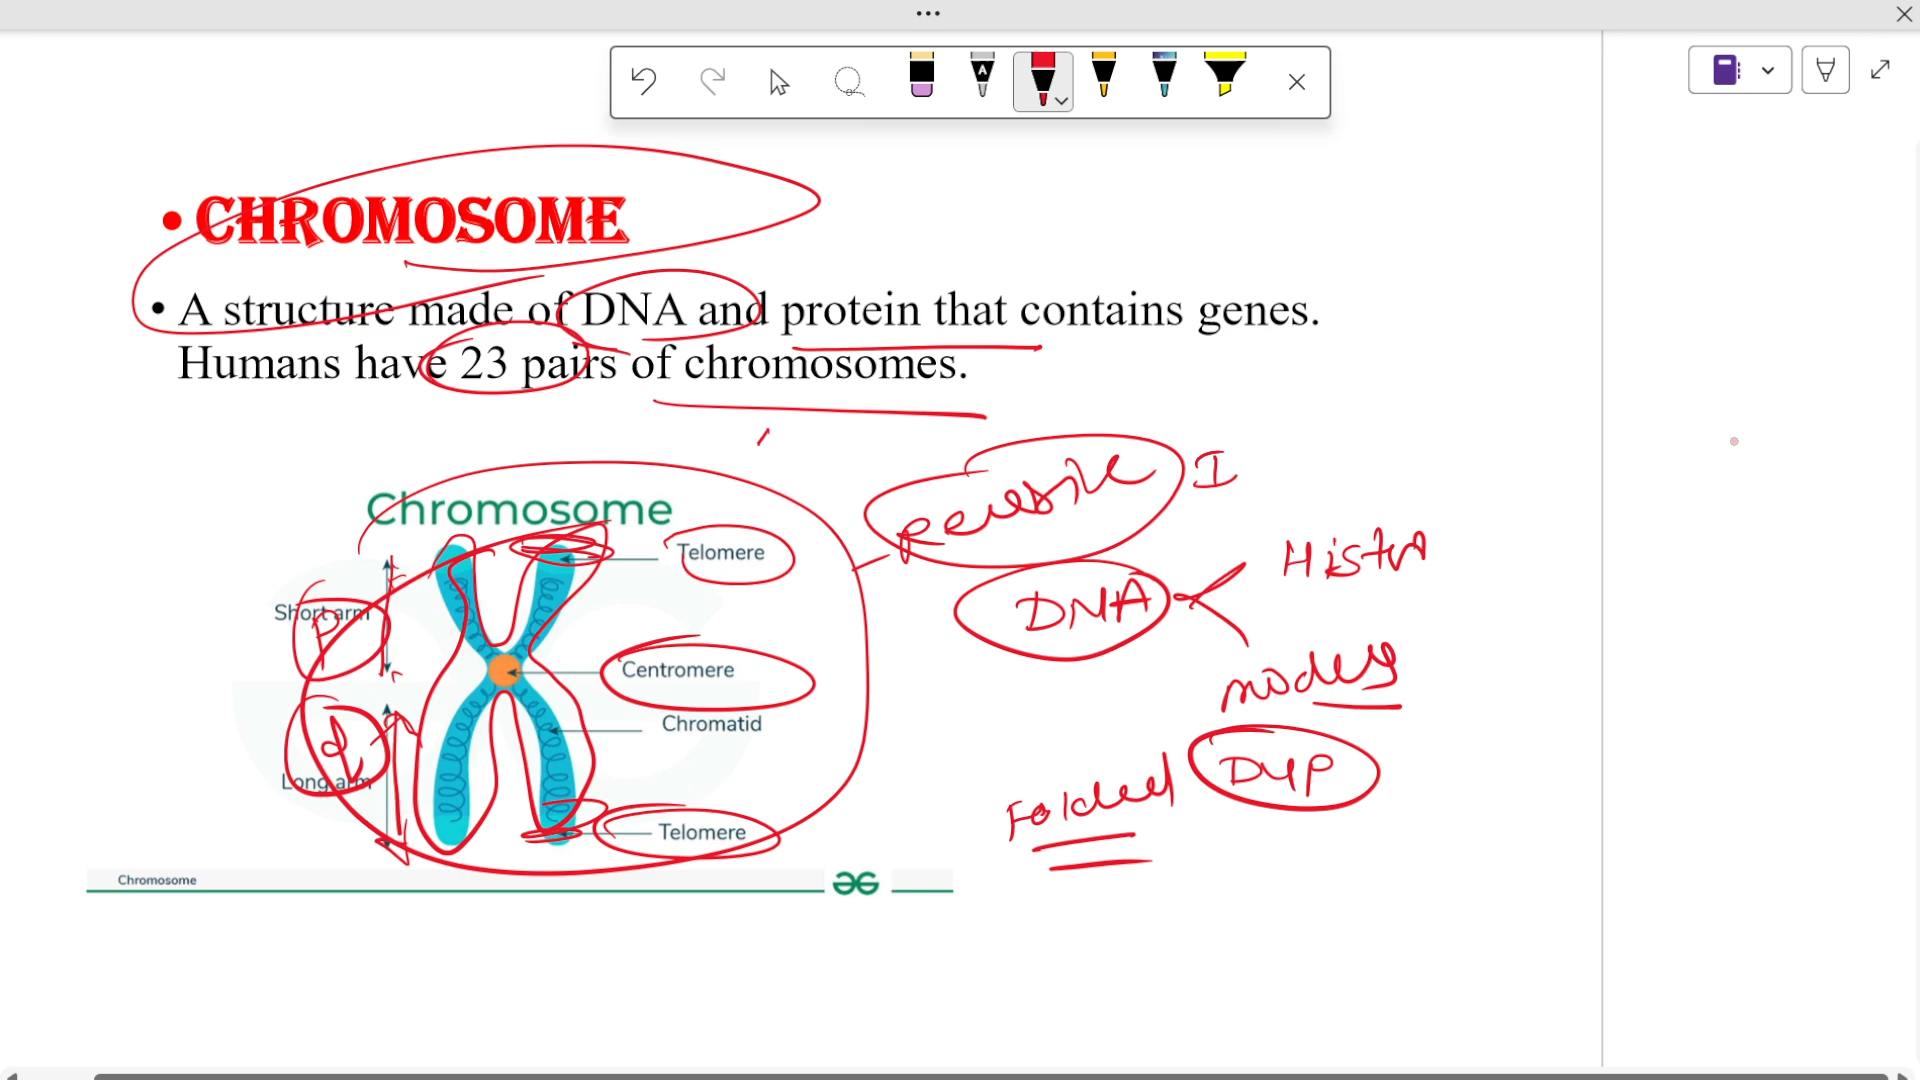 • CHROMOSOME
• A structure made of DNA and protein that contains genes.
Humans have 23 pairs of chromosomes.
I
Chromosome
Telomere
Histo
Short arm
P
DNA
Centromere
Chromatid
q
DYP
Long arm
Folded
Telomere
Chromosome